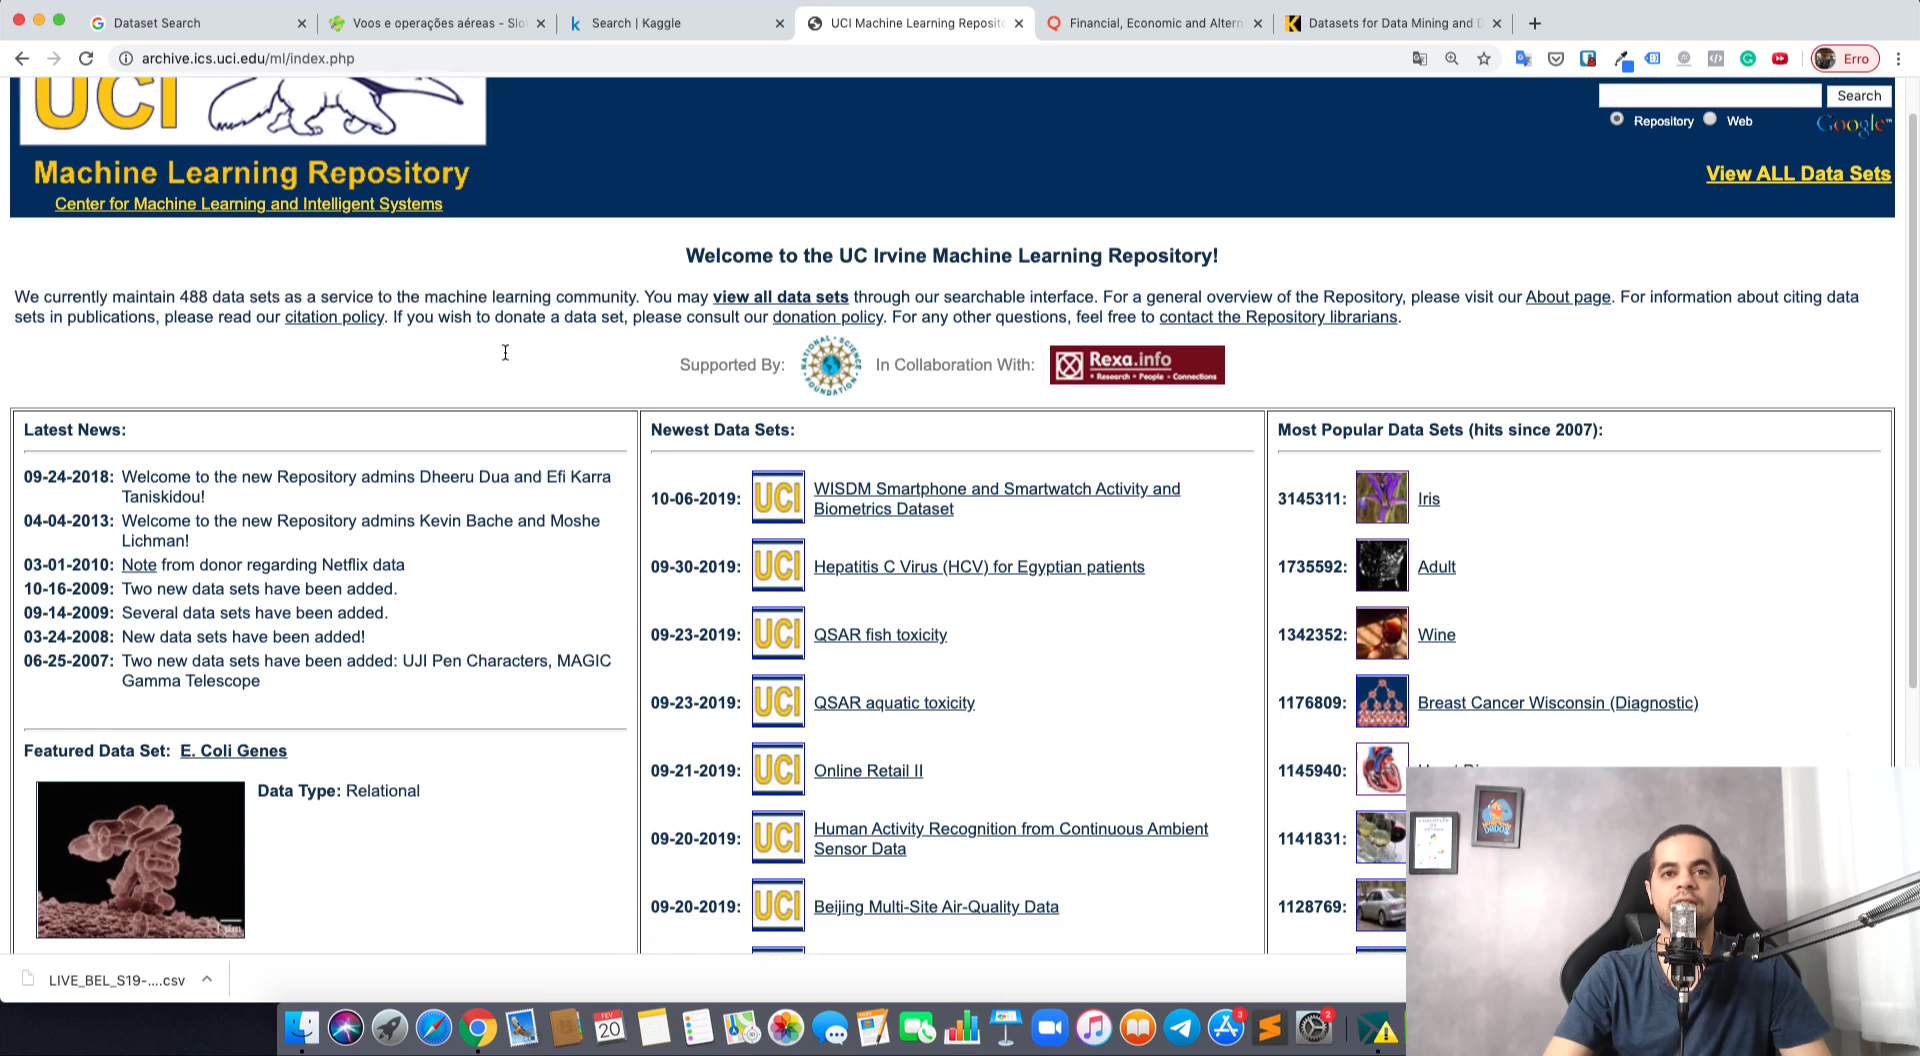 Dataset Search
Voos e operações aéreas - Slo
Search | Kaggle
UCI Machine Learning Reposito
Financial, Economic and Altern
Datasets for Data Mining and D
archive.ics.uci.edu/ml/index.php
Erro
UCI
Search
Repository
Web
Google™
Machine Learning Repository
View ALL Data Sets
Center for Machine Learning and Intelligent Systems
Welcome to the UC Irvine Machine Learning Repository!
We currently maintain 488 data sets as a service to the machine learning community. You may view all data sets through our searchable interface. For a general overview of the Repository, please visit our About page. For information about citing data
sets in publications, please read our citation policy. If you wish to donate a data set, please consult our donation policy. For any other questions, feel free to contact the Repository librarians.
Supported By:
NATIONAL SCIENCE FOUNDATION
In Collaboration With:
Rexa.info
Research • People • Connections
Latest News:
09-24-2018: Welcome to the new Repository admins Dheeru Dua and Efi Karra
Taniskidou!
04-04-2013: Welcome to the new Repository admins Kevin Bache and Moshe
Lichman!
03-01-2010: Note from donor regarding Netflix data
10-16-2009: Two new data sets have been added.
09-14-2009: Several data sets have been added.
03-24-2008: New data sets have been added!
06-25-2007: Two new data sets have been added: UJI Pen Characters, MAGIC
Gamma Telescope
Featured Data Set: E. Coli Genes
Data Type: Relational
1 µm
Newest Data Sets:
10-06-2019: UCI WISDM Smartphone and Smartwatch Activity and
Biometrics Dataset
09-30-2019: UCI Hepatitis C Virus (HCV) for Egyptian patients
09-23-2019: UCI QSAR fish toxicity
09-23-2019: UCI QSAR aquatic toxicity
09-21-2019: UCI Online Retail II
09-20-2019: UCI Human Activity Recognition from Continuous Ambient
Sensor Data
09-20-2019: UCI Beijing Multi-Site Air-Quality Data
Most Popular Data Sets (hits since 2007):
3145311: Iris
1735592: Adult
1342352: Wine
1176809: Breast Cancer Wisconsin (Diagnostic)
1145940:
1141831:
1128769:
LIVE_BEL_S19-....csv
FEV
20
3
2